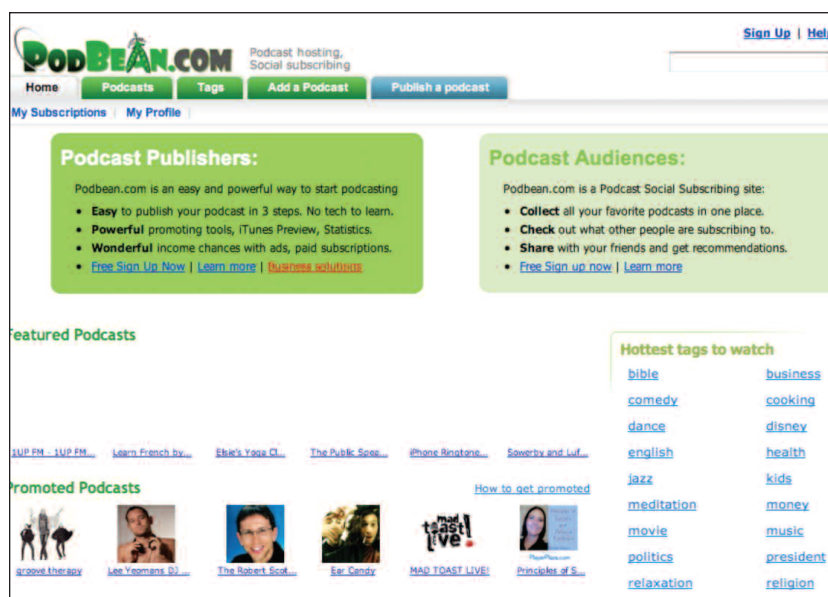 Sign Up | Help
PODBEAN.COM
Podcast hosting,
Social subscribing
Home Podcasts Tags Add a Podcast Publish a podcast
My Subscriptions | My Profile |
Podcast Publishers:
Podbean.com is an easy and powerful way to start podcasting
• Easy to publish your podcast in 3 steps. No tech to learn.
• Powerful promoting tools, iTunes Preview, Statistics.
• Wonderful income chances with ads, paid subscriptions.
• Free Sign Up Now | Learn more | Business solutions
Podcast Audiences:
Podbean.com is a Podcast Social Subscribing site:
• Collect all your favorite podcasts in one place.
• Check out what other people are subscribing to.
• Share with your friends and get recommendations.
• Free Sign up now | Learn more
Featured Podcasts
1UP FM - 1UP FM... Learn French by... Elsie's Yoga Cl... The Public Spea... iPhone Ringtone... Sowerby and Luf...
Promoted Podcasts How to get promoted
mad toast live!
PlayerPlaza.com
groove therapy Lee Yeomans DJ ... The Robert Scot... Ear Candy MAD TOAST LIVE! Principles of S...
Hottest tags to watch
bible business
comedy cooking
dance disney
english health
jazz kids
meditation money
movie music
politics president
relaxation religion